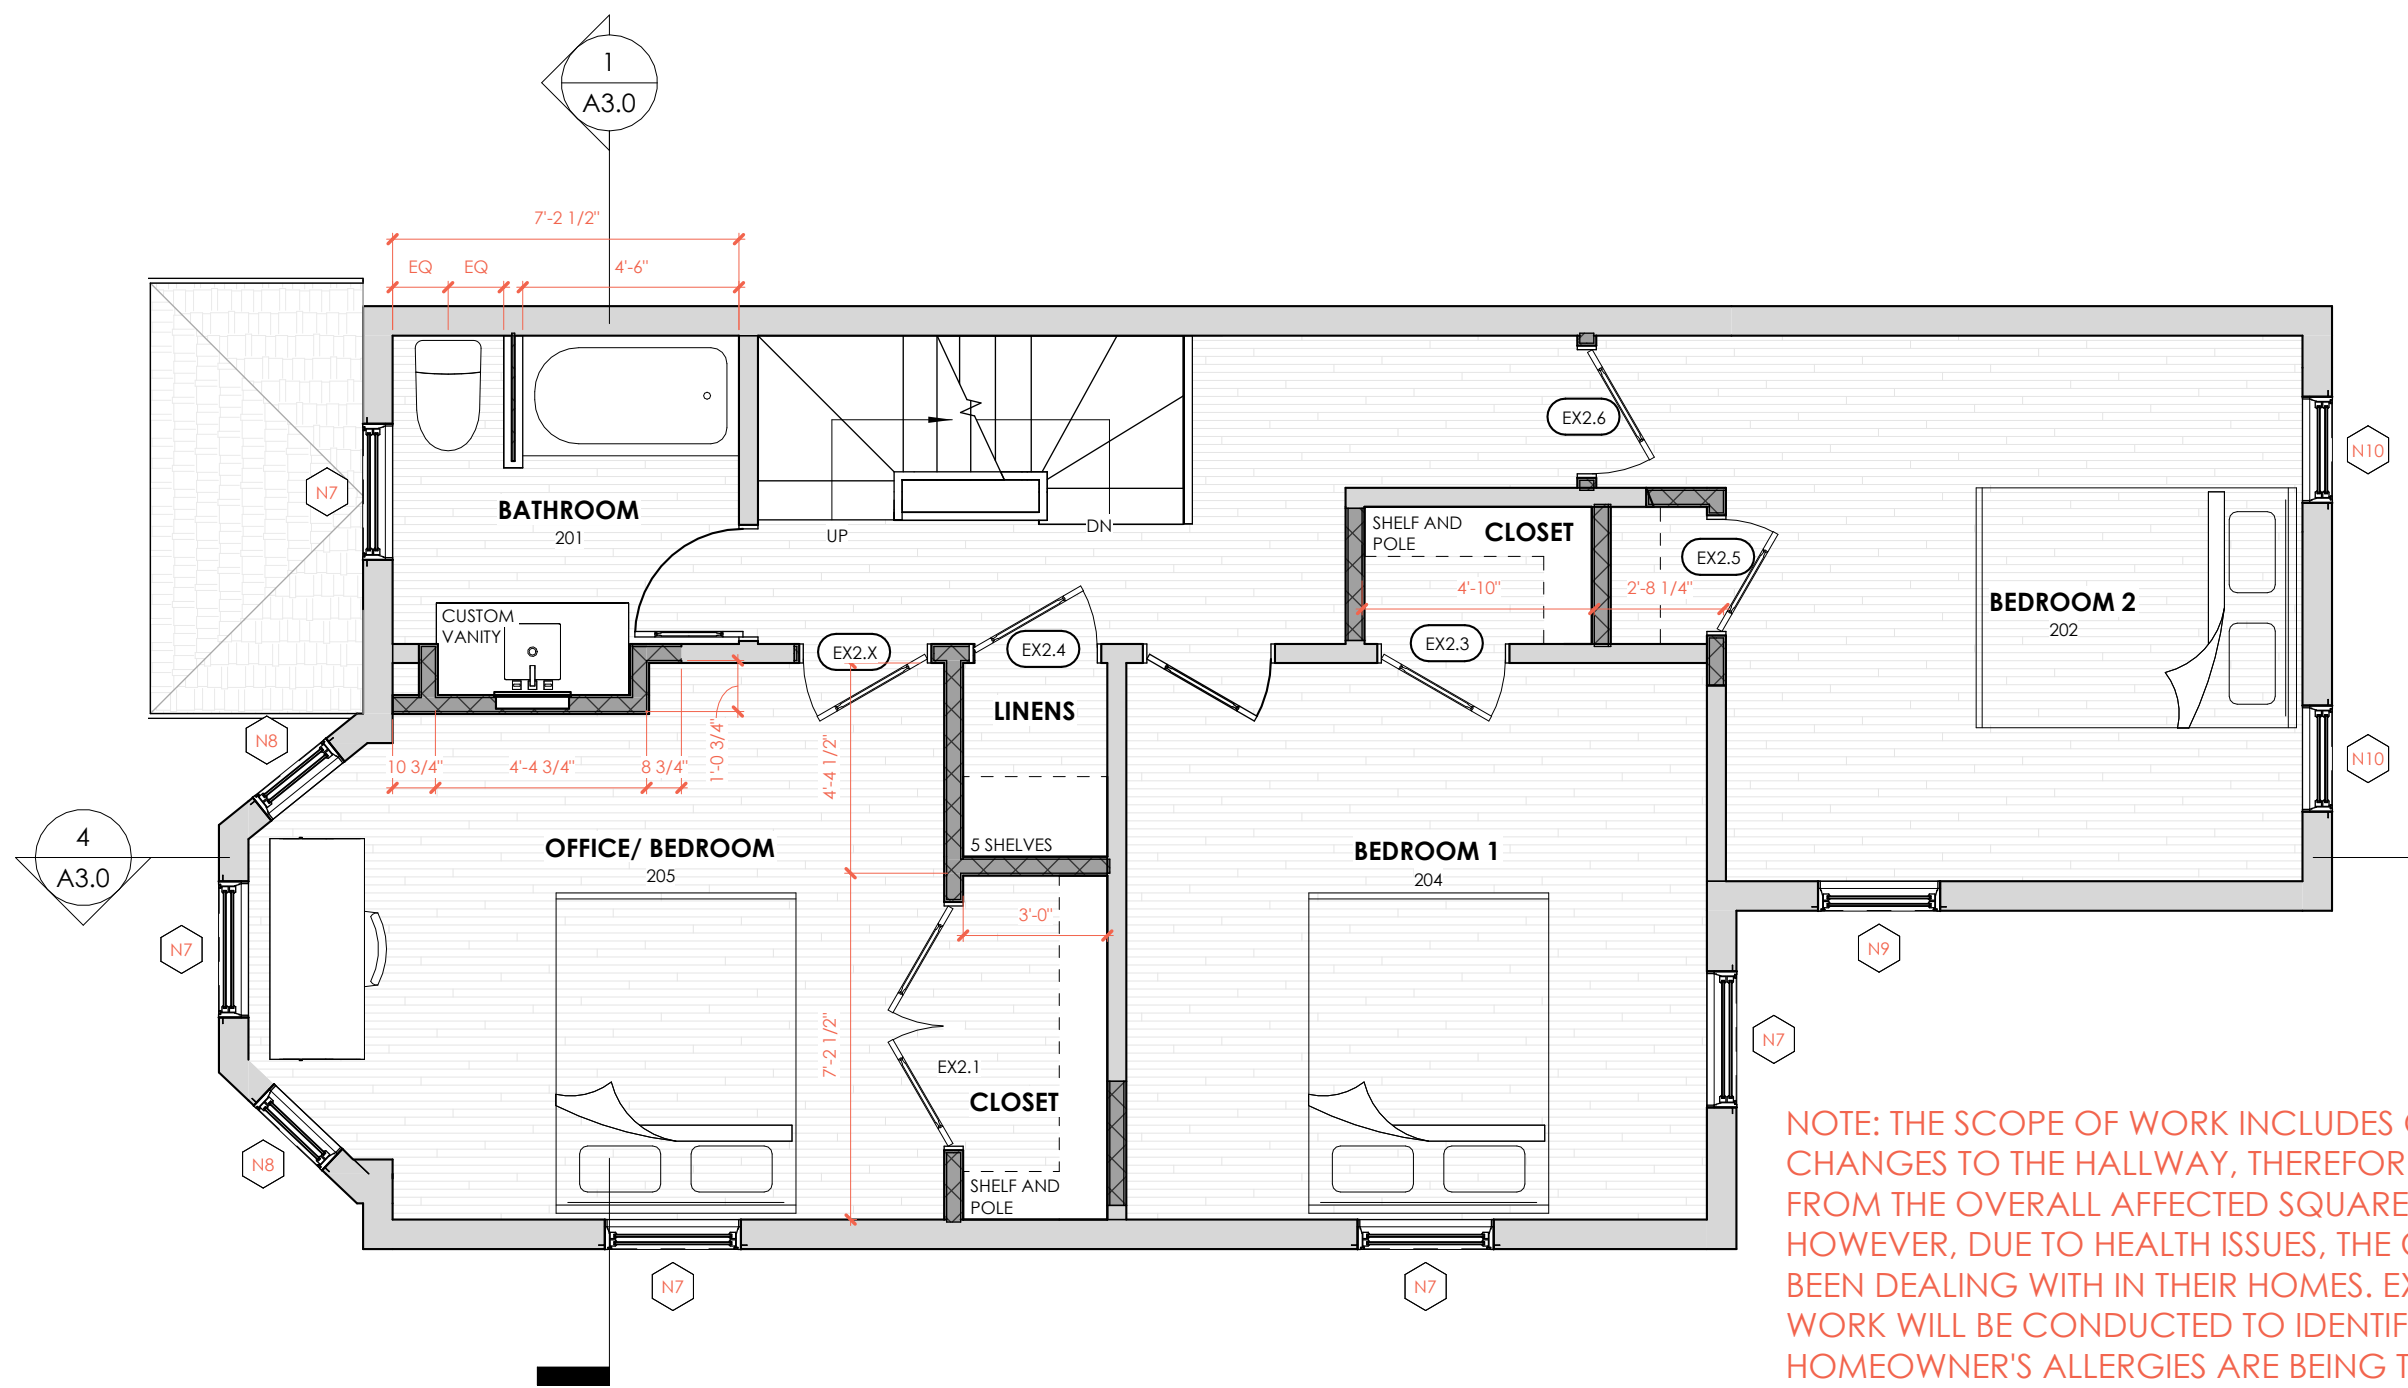 1
A3.0
7'-2 1/2"
EQ
EQ
4'-6"
EX2.6
N10
N7
BATHROOM
201
UP
DN
SHELF AND
POLE
CLOSET
EX2.5
4'-10"
2'-8 1/4"
BEDROOM 2
202
CUSTOM
VANITY
EX2.X
EX2.4
EX2.3
LINENS
N8
10 3/4"
4'-4 3/4"
8 3/4"
1'-0 3/4"
4'-4 1/2"
N10
4
A3.0
OFFICE/ BEDROOM
205
5 SHELVES
BEDROOM 1
204
3'-0"
N7
N9
7'-2 1/2"
EX2.1
CLOSET
N7
N8
SHELF AND
POLE
N7
N7
NOTE: THE SCOPE OF WORK INCLUDES
CHANGES TO THE HALLWAY, THEREFOR
FROM THE OVERALL AFFECTED SQUARE
HOWEVER, DUE TO HEALTH ISSUES, THE
BEEN DEALING WITH IN THEIR HOMES. EX
WORK WILL BE CONDUCTED TO IDENTIF
HOMEOWNER'S ALLERGIES ARE BEING T